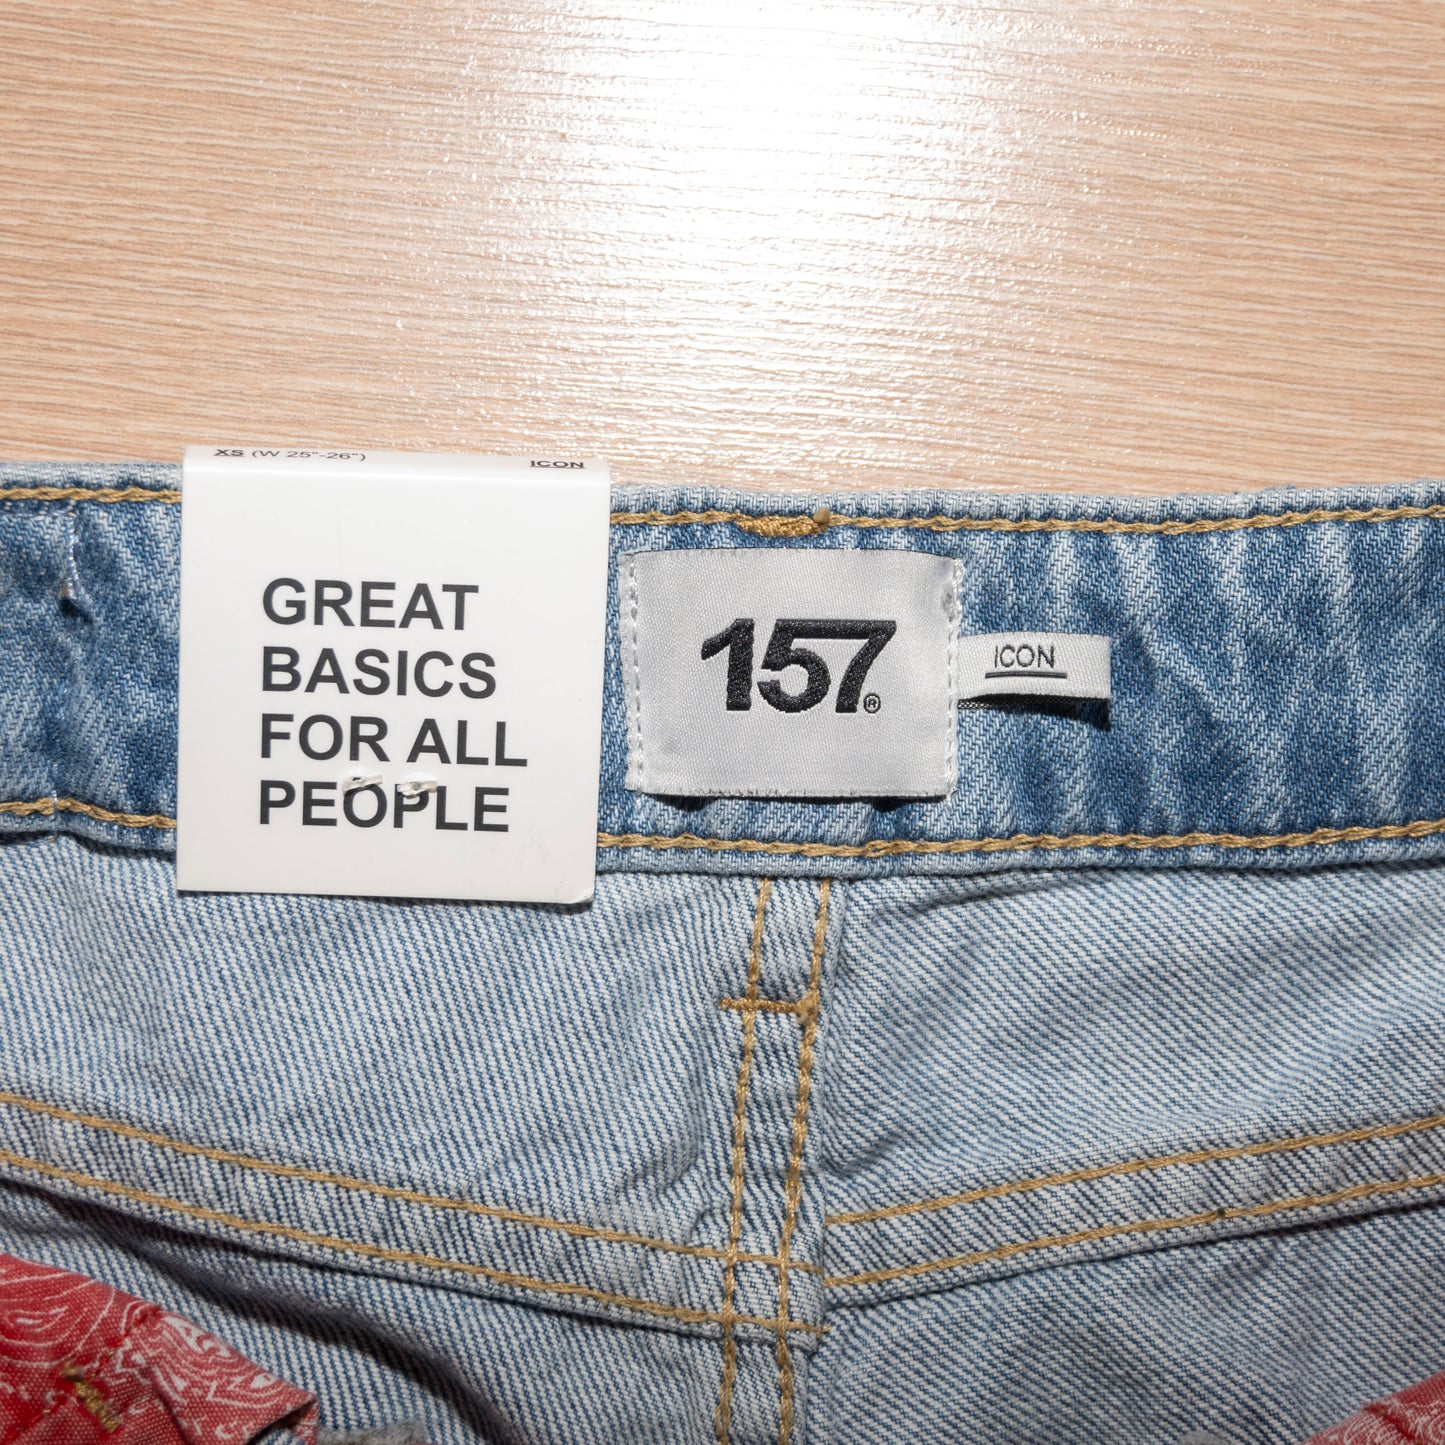 XS (W 25"-26") ICON
GREAT
BASICS
FOR ALL
PEOPLE
157®
ICON